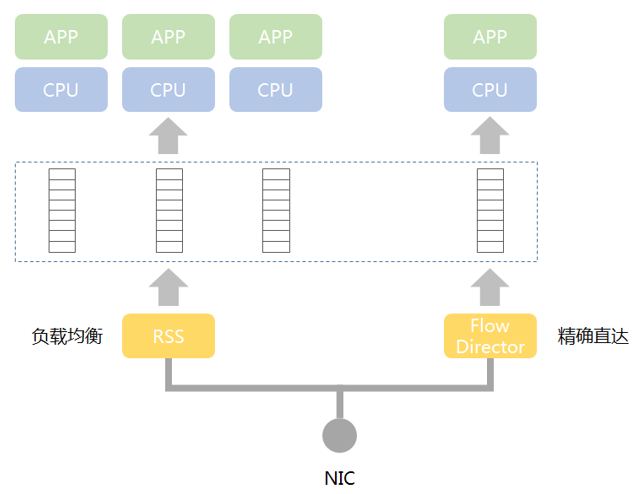 APP APP APP APP
CPU CPU CPU CPU
负载均衡 RSS Flow
Director 精确直达
NIC